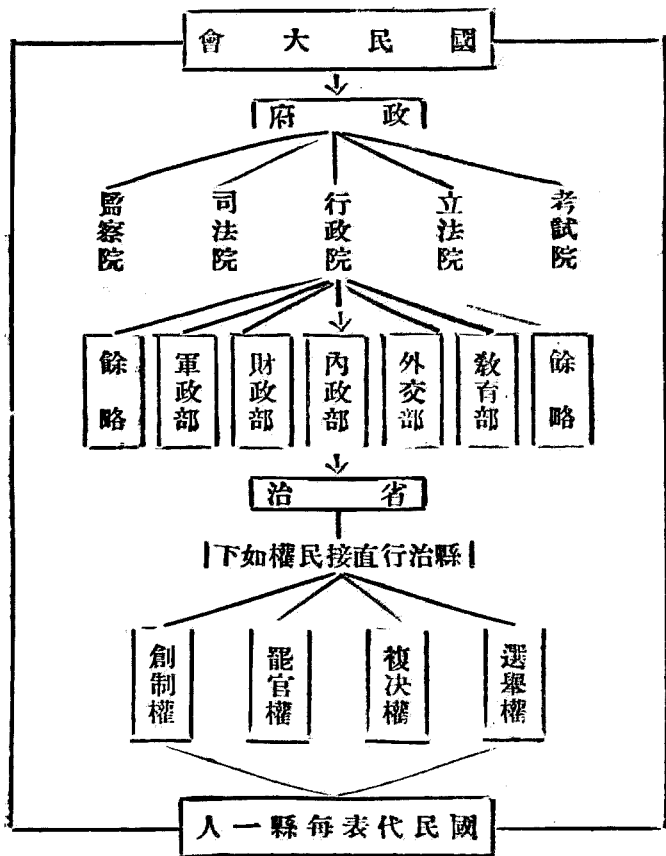 國民大會
政府
考試院
立法院
行政院
司法院
監察院
餘略
教育部
外交部
內政部
財政部
軍政部
餘略
省治
縣治行直接民權如下
選舉權
複决權
罷官權
創制權
國民代表每縣一人